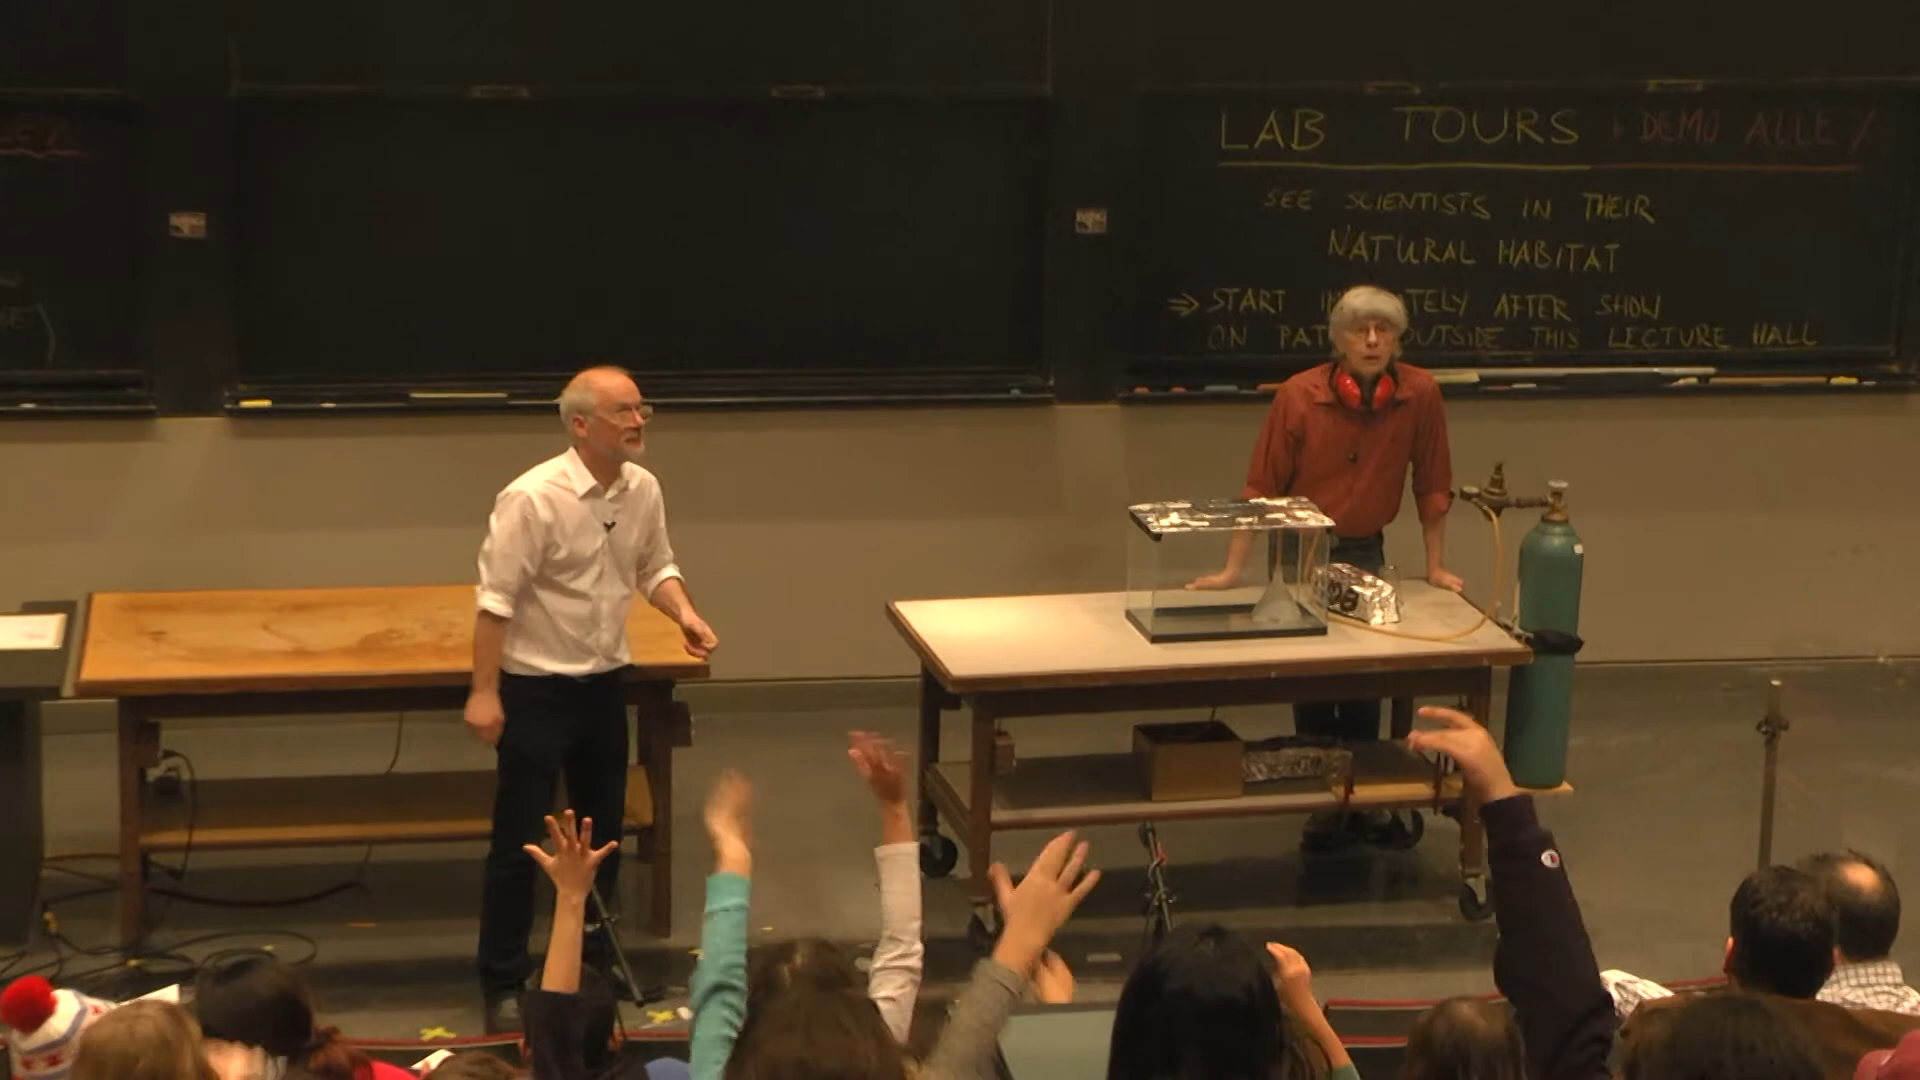 LAB TOURS + DEMO ALLEY
SEE SCIENTISTS IN THEIR
NATURAL HABITAT
⇒ START IM TELY AFTER SHOW
ON PAT OUTSIDE THIS LECTURE HALL